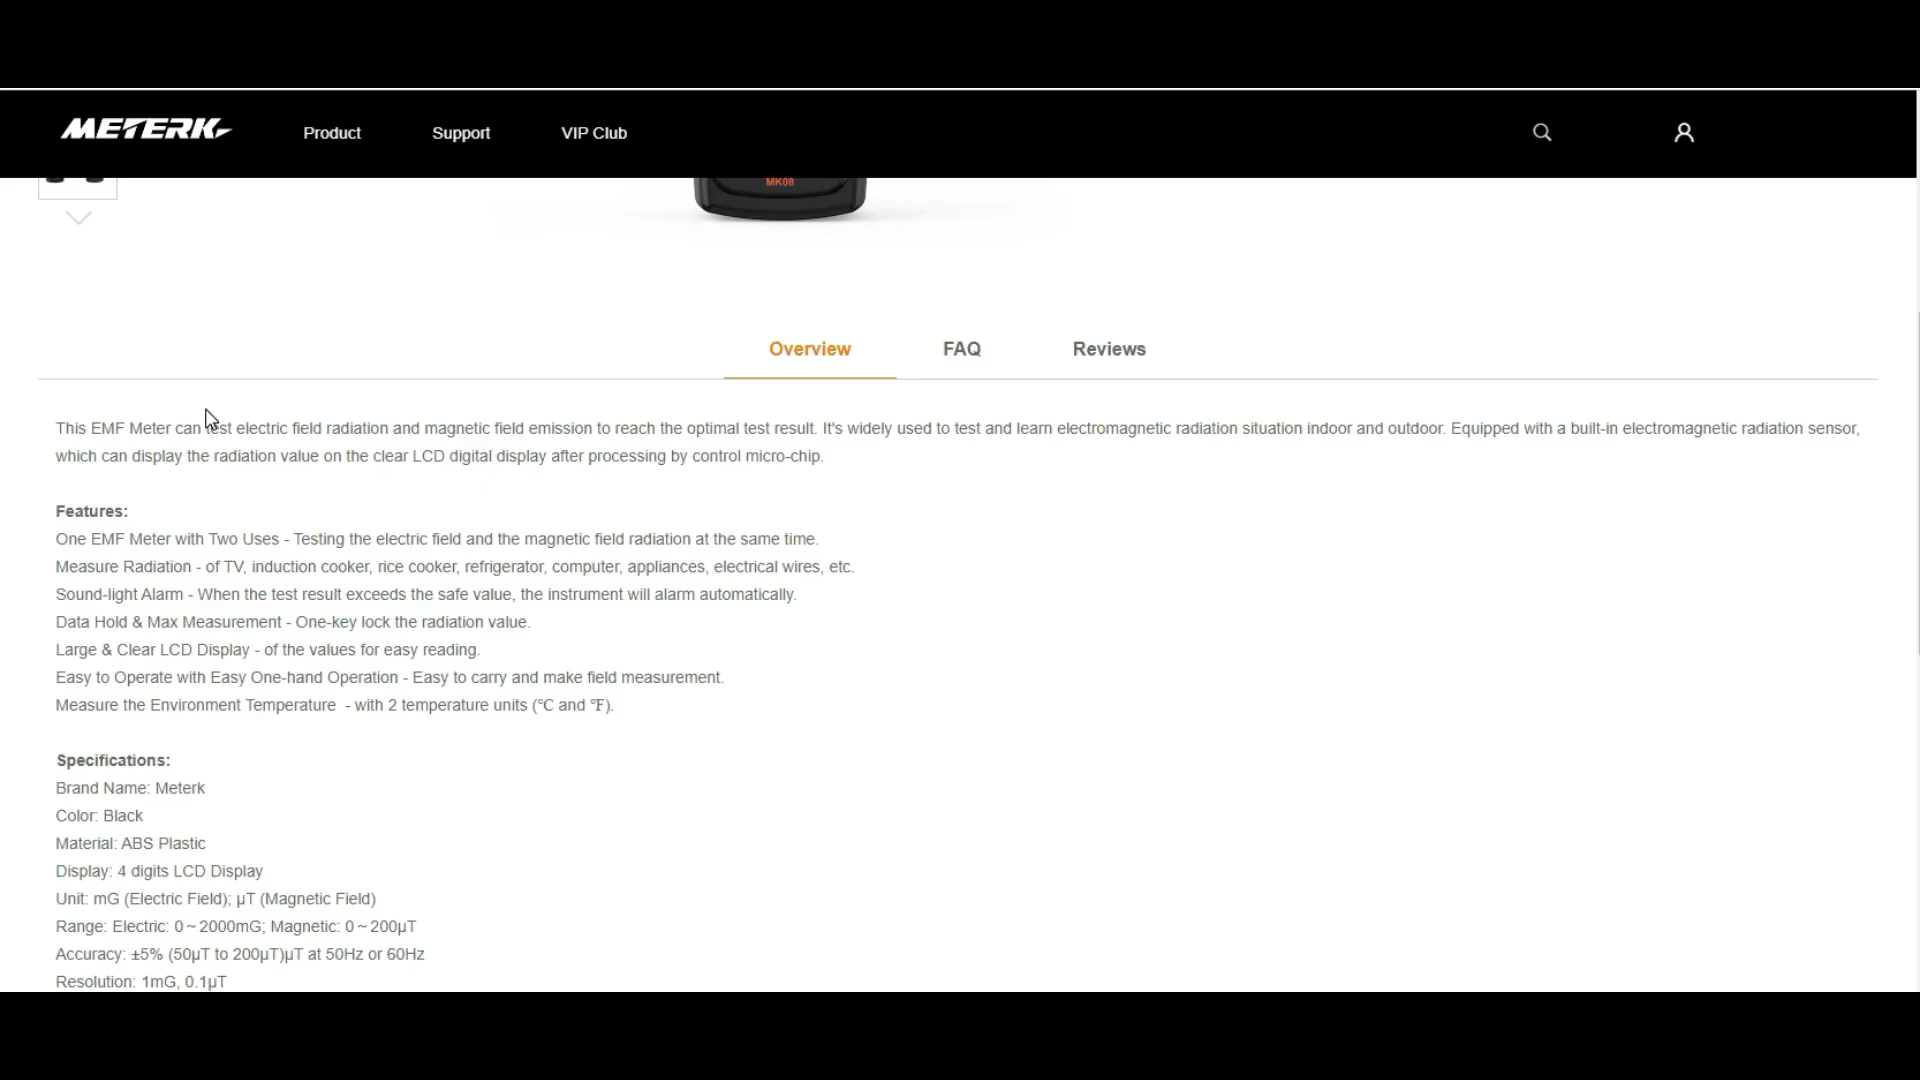 METERK
Product
Support
VIP Club
MK08
Overview
FAQ
Reviews
This EMF Meter can test electric field radiation and magnetic field emission to reach the optimal test result. It's widely used to test and learn electromagnetic radiation situation indoor and outdoor. Equipped with a built-in electromagnetic radiation sensor,
which can display the radiation value on the clear LCD digital display after processing by control micro-chip.
Features:
One EMF Meter with Two Uses - Testing the electric field and the magnetic field radiation at the same time.
Measure Radiation - of TV, induction cooker, rice cooker, refrigerator, computer, appliances, electrical wires, etc.
Sound-light Alarm - When the test result exceeds the safe value, the instrument will alarm automatically.
Data Hold & Max Measurement - One-key lock the radiation value.
Large & Clear LCD Display - of the values for easy reading.
Easy to Operate with Easy One-hand Operation - Easy to carry and make field measurement.
Measure the Environment Temperature  - with 2 temperature units (℃ and ℉).
Specifications:
Brand Name: Meterk
Color: Black
Material: ABS Plastic
Display: 4 digits LCD Display
Unit: mG (Electric Field); μT (Magnetic Field)
Range: Electric: 0～2000mG; Magnetic: 0～200μT
Accuracy: ±5% (50μT to 200μT)μT at 50Hz or 60Hz
Resolution: 1mG, 0.1μT